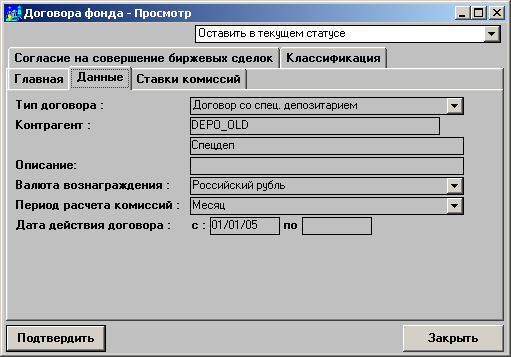 Договора фонда - Просмотр
Оставить в текущем статусе
Согласие на совершение биржевых сделок Классификация
Главная Данные Ставки комиссий
Тип договора : Договор со спец. депозитарием
Контрагент : DEPO_OLD
Спецдеп
Описание:
Валюта вознаграждения : Российский рубль
Период расчета комиссий : Месяц
Дата действия договора : с : 01/01/05 по
Подтвердить Закрыть